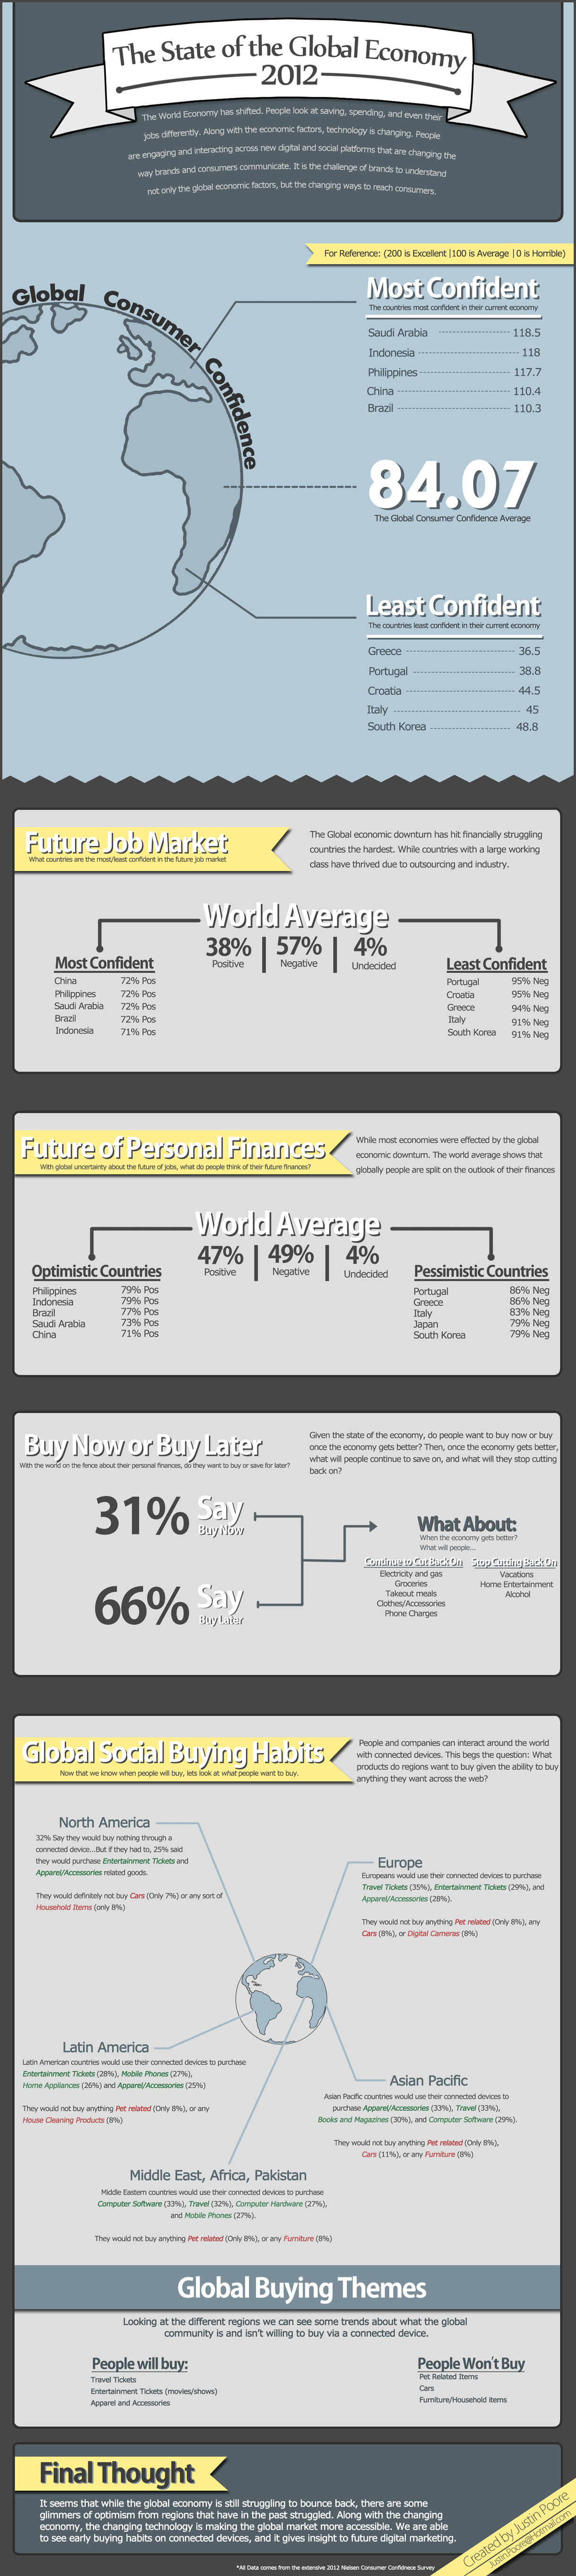 The State of the Global Economy
2012
The World Economy has shifted. People look at saving, spending, and even their
jobs differently. Along with the economic factors, technology is changing. People
are engaging and interacting across new digital and social platforms that are changing the
way brands and consumers communicate. It is the challenge of brands to understand
not only the global economic factors, but the changing ways to reach consumers.
For Reference: (200 is Excellent |100 is Average | 0 is Horrible)
Global Consumer Confidence
Most Confident
The countries most confident in their current economy
Saudi Arabia 118.5
Indonesia 118
Philippines 117.7
China 110.4
Brazil 110.3
84.07
The Global Consumer Confidence Average
Least Confident
The countries least confident in their current economy
Greece 36.5
Portugal 38.8
Croatia 44.5
Italy 45
South Korea 48.8
Future Job Market
What countries are the most/least confident in the future job market
The Global economic downturn has hit financially struggling
countries the hardest. While countries with a large working
class have thrived due to outsourcing and industry.
World Average
38% Positive
57% Negative
4% Undecided
Most Confident
China 72% Pos
Philippines 72% Pos
Saudi Arabia 72% Pos
Brazil 72% Pos
Indonesia 71% Pos
Least Confident
Portugal 95% Neg
Croatia 95% Neg
Greece 94% Neg
Italy 91% Neg
South Korea 91% Neg
Future of Personal Finances
With global uncertainty about the future of jobs, what do people think of their future finances?
While most economies were effected by the global
economic downturn. The world average shows that
globally people are split on the outlook of their finances
World Average
47% Positive
49% Negative
4% Undecided
Optimistic Countries
Philippines 79% Pos
Indonesia 79% Pos
Brazil 77% Pos
Saudi Arabia 73% Pos
China 71% Pos
Pessimistic Countries
Portugal 86% Neg
Greece 86% Neg
Italy 83% Neg
Japan 79% Neg
South Korea 79% Neg
Buy Now or Buy Later
With the world on the fence about their personal finances, do they want to buy or save for later?
Given the state of the economy, do people want to buy now or buy
once the economy gets better? Then, once the economy gets better,
what will people continue to save on, and what will they stop cutting
back on?
31% Say
Buy Now
66% Say
Buy Later
What About:
When the economy gets better?
What will people...
Continue to Cut Back On
Electricity and gas
Groceries
Takeout meals
Clothes/Accessories
Phone Charges
Stop Cutting Back On
Vacations
Home Entertainment
Alcohol
Global Social Buying Habits
Now that we know when people will buy, lets look at what people want to buy.
People and companies can interact around the world
with connected devices. This begs the question: What
products do regions want to buy given the ability to buy
anything they want across the web?
North America
32% Say they would buy nothing through a
connected device...But if they had to, 25% said
they would purchase Entertainment Tickets and
Apparel/Accessories related goods.
They would definitely not buy Cars (Only 7%) or any sort of
Household Items (only 8%)
Europe
Europeans would use their connected devices to purchase
Travel Tickets (35%), Entertainment Tickets (29%), and
Apparel/Accessories (28%).
They would not buy anything Pet related (Only 8%), any
Cars (8%), or Digital Cameras (8%)
Latin America
Latin American countries would use their connected devices to purchase
Entertainment Tickets (28%), Mobile Phones (27%),
Home Appliances (26%) and Apparel/Accessories (25%)
They would not buy anything Pet related (Only 8%), or any
House Cleaning Products (8%)
Asian Pacific
Asian Pacific countries would use their connected devices to
purchase Apparel/Accessories (33%), Travel (33%),
Books and Magazines (30%), and Computer Software (29%).
They would not buy anything Pet related (Only 8%),
Cars (11%), or any Furniture (8%)
Middle East, Africa, Pakistan
Middle Eastern countries would use their connected devices to purchase
Computer Software (33%), Travel (32%), Computer Hardware (27%),
and Mobile Phones (27%).
They would not buy anything Pet related (Only 8%), or any Furniture (8%)
Global Buying Themes
Looking at the different regions we can see some trends about what the global
community is and isn't willing to buy via a connected device.
People will buy:
Travel Tickets
Entertainment Tickets (movies/shows)
Apparel and Accessories
People Won't Buy
Pet Related Items
Cars
Furniture/Household items
Final Thought
It seems that while the global economy is still struggling to bounce back, there are some
glimmers of optimism from regions that have in the past struggled. Along with the changing
economy, the changing technology is making the global market more accessible. We are able
to see early buying habits on connected devices, and it gives insight to future digital marketing.
Created by Justin Poore
JustinPoore@Hotmail.com
*All Data comes from the extensive 2012 Nielsen Consumer Confidnece Survey